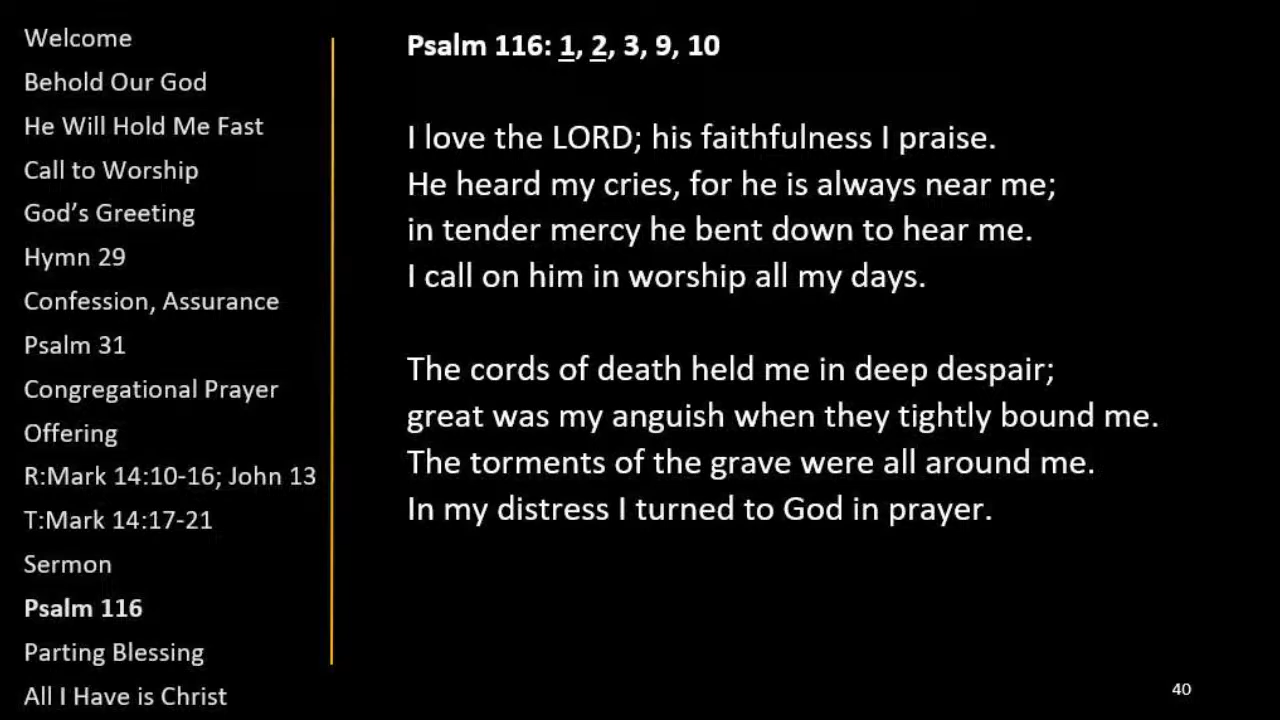 Welcome
Behold Our God
He Will Hold Me Fast
Call to Worship
God's Greeting
Hymn 29
Confession, Assurance
Psalm 31
Congregational Prayer
Offering
R:Mark 14:10-16; John 13
T:Mark 14:17-21
Sermon
Psalm 116
Parting Blessing
All I Have is Christ
Psalm 116: 1, 2, 3, 9, 10
I love the LORD; his faithfulness I praise.
He heard my cries, for he is always near me;
in tender mercy he bent down to hear me.
I call on him in worship all my days.
The cords of death held me in deep despair;
great was my anguish when they tightly bound me.
The torments of the grave were all around me.
In my distress I turned to God in prayer.
40